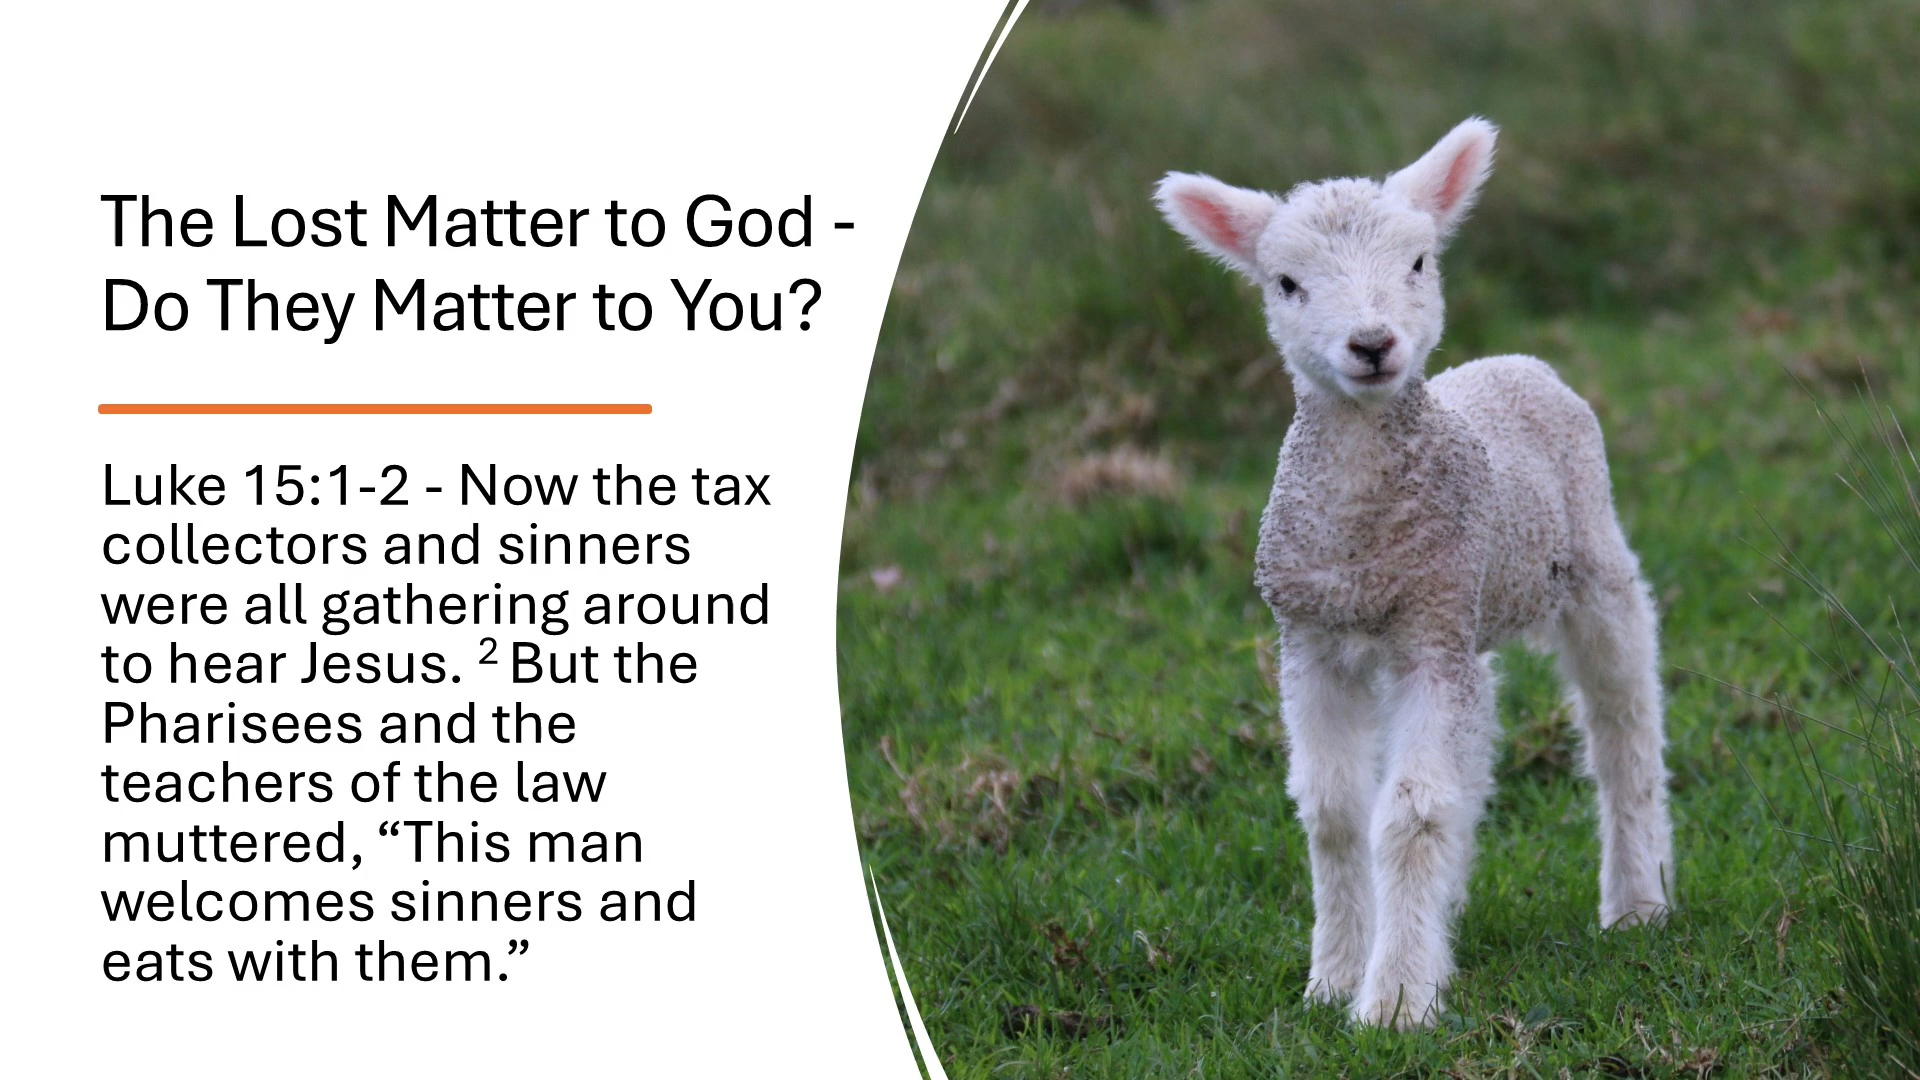 The Lost Matter to God -
Do They Matter to You?
Luke 15:1-2 - Now the tax
collectors and sinners
were all gathering around
to hear Jesus. ² But the
Pharisees and the
teachers of the law
muttered, “This man
welcomes sinners and
eats with them.”